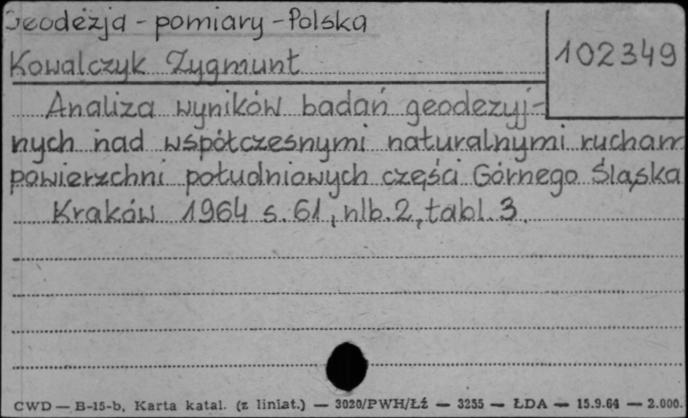 Geodezja - pomiary - Polska
102349
Kowalczyk Zygmunt
Analiza wyników badań geodezyj-
nych nad współczesnymi naturalnymi rucham
powierzchni południowych części Górnego Śląska
Kraków 1964 s. 61, nlb. 2, tabl. 3.
CWD — B-15-b, Karta katal. (z liniat.) — 3020/PWH/Łź — 3255 — ŁDA — 15.9.64 — 2.000.